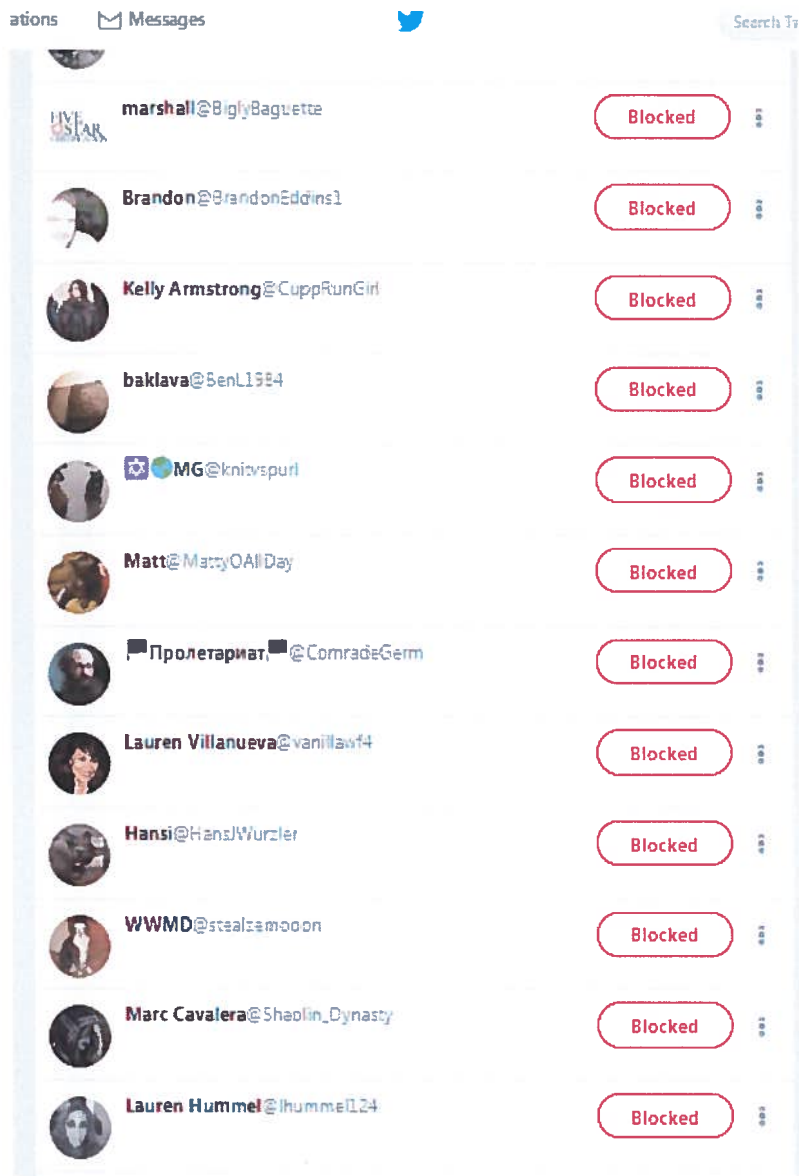 ations Messages
marshall@BiglyBaguette Blocked
FIVE
Brandon@BrandonEddins1 Blocked
Kelly Armstrong@CuppRunGirl Blocked
baklava@BenL1984 Blocked
✡🌍MG@knitvspurl Blocked
Matt@MattyOAllDay Blocked
🏴Пролетариат🏴@ComradeGerm Blocked
Lauren Villanueva@vanillawf4 Blocked
Hansi@HansJWurzler Blocked
WWMD@stealzemooon Blocked
Marc Cavalera@Shaolin_Dynasty Blocked
Lauren Hummel@lhummel124 Blocked